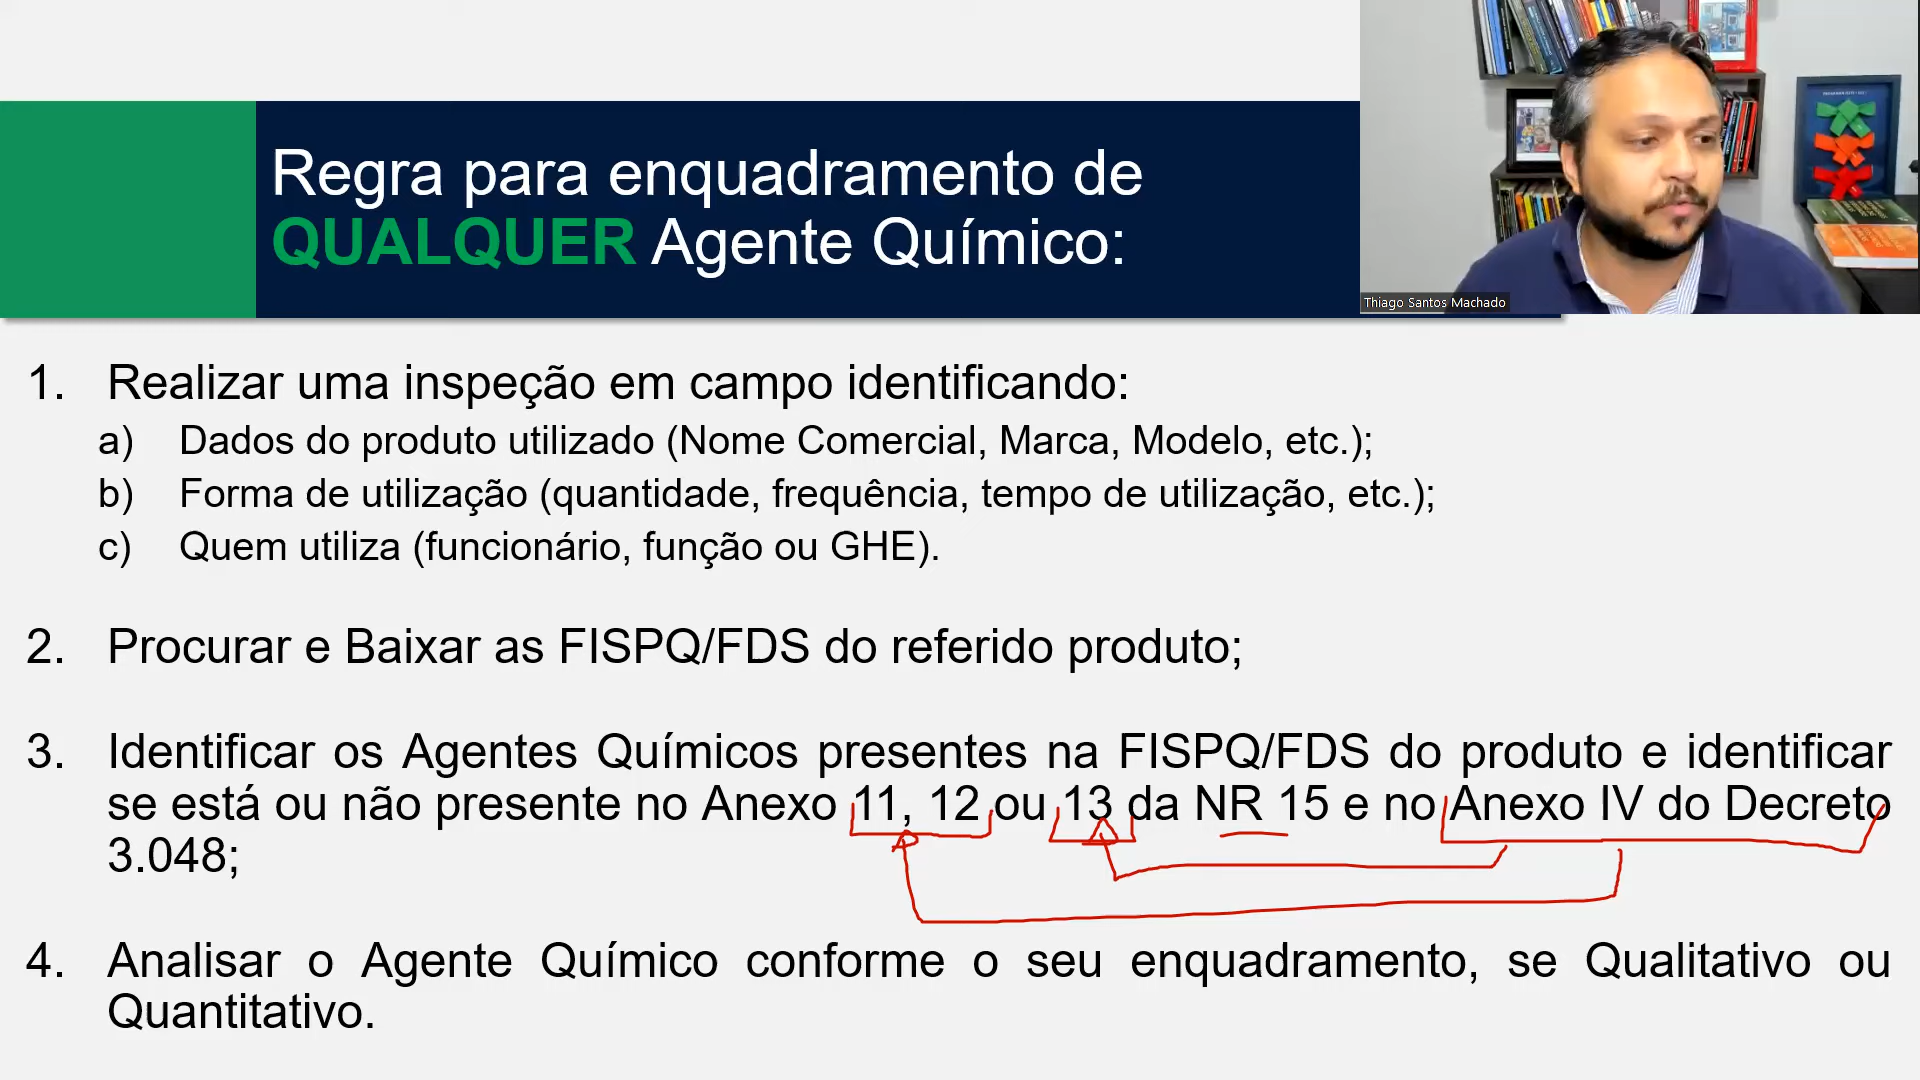 Regra para enquadramento de
QUALQUER Agente Químico:
Thiago Santos Machado
1. Realizar uma inspeção em campo identificando:
a) Dados do produto utilizado (Nome Comercial, Marca, Modelo, etc.);
b) Forma de utilização (quantidade, frequência, tempo de utilização, etc.);
c) Quem utiliza (funcionário, função ou GHE).
2. Procurar e Baixar as FISPQ/FDS do referido produto;
3. Identificar os Agentes Químicos presentes na FISPQ/FDS do produto e identificar
se está ou não presente no Anexo 11, 12 ou 13 da NR 15 e no Anexo IV do Decreto
3.048;
4. Analisar o Agente Químico conforme o seu enquadramento, se Qualitativo ou
Quantitativo.